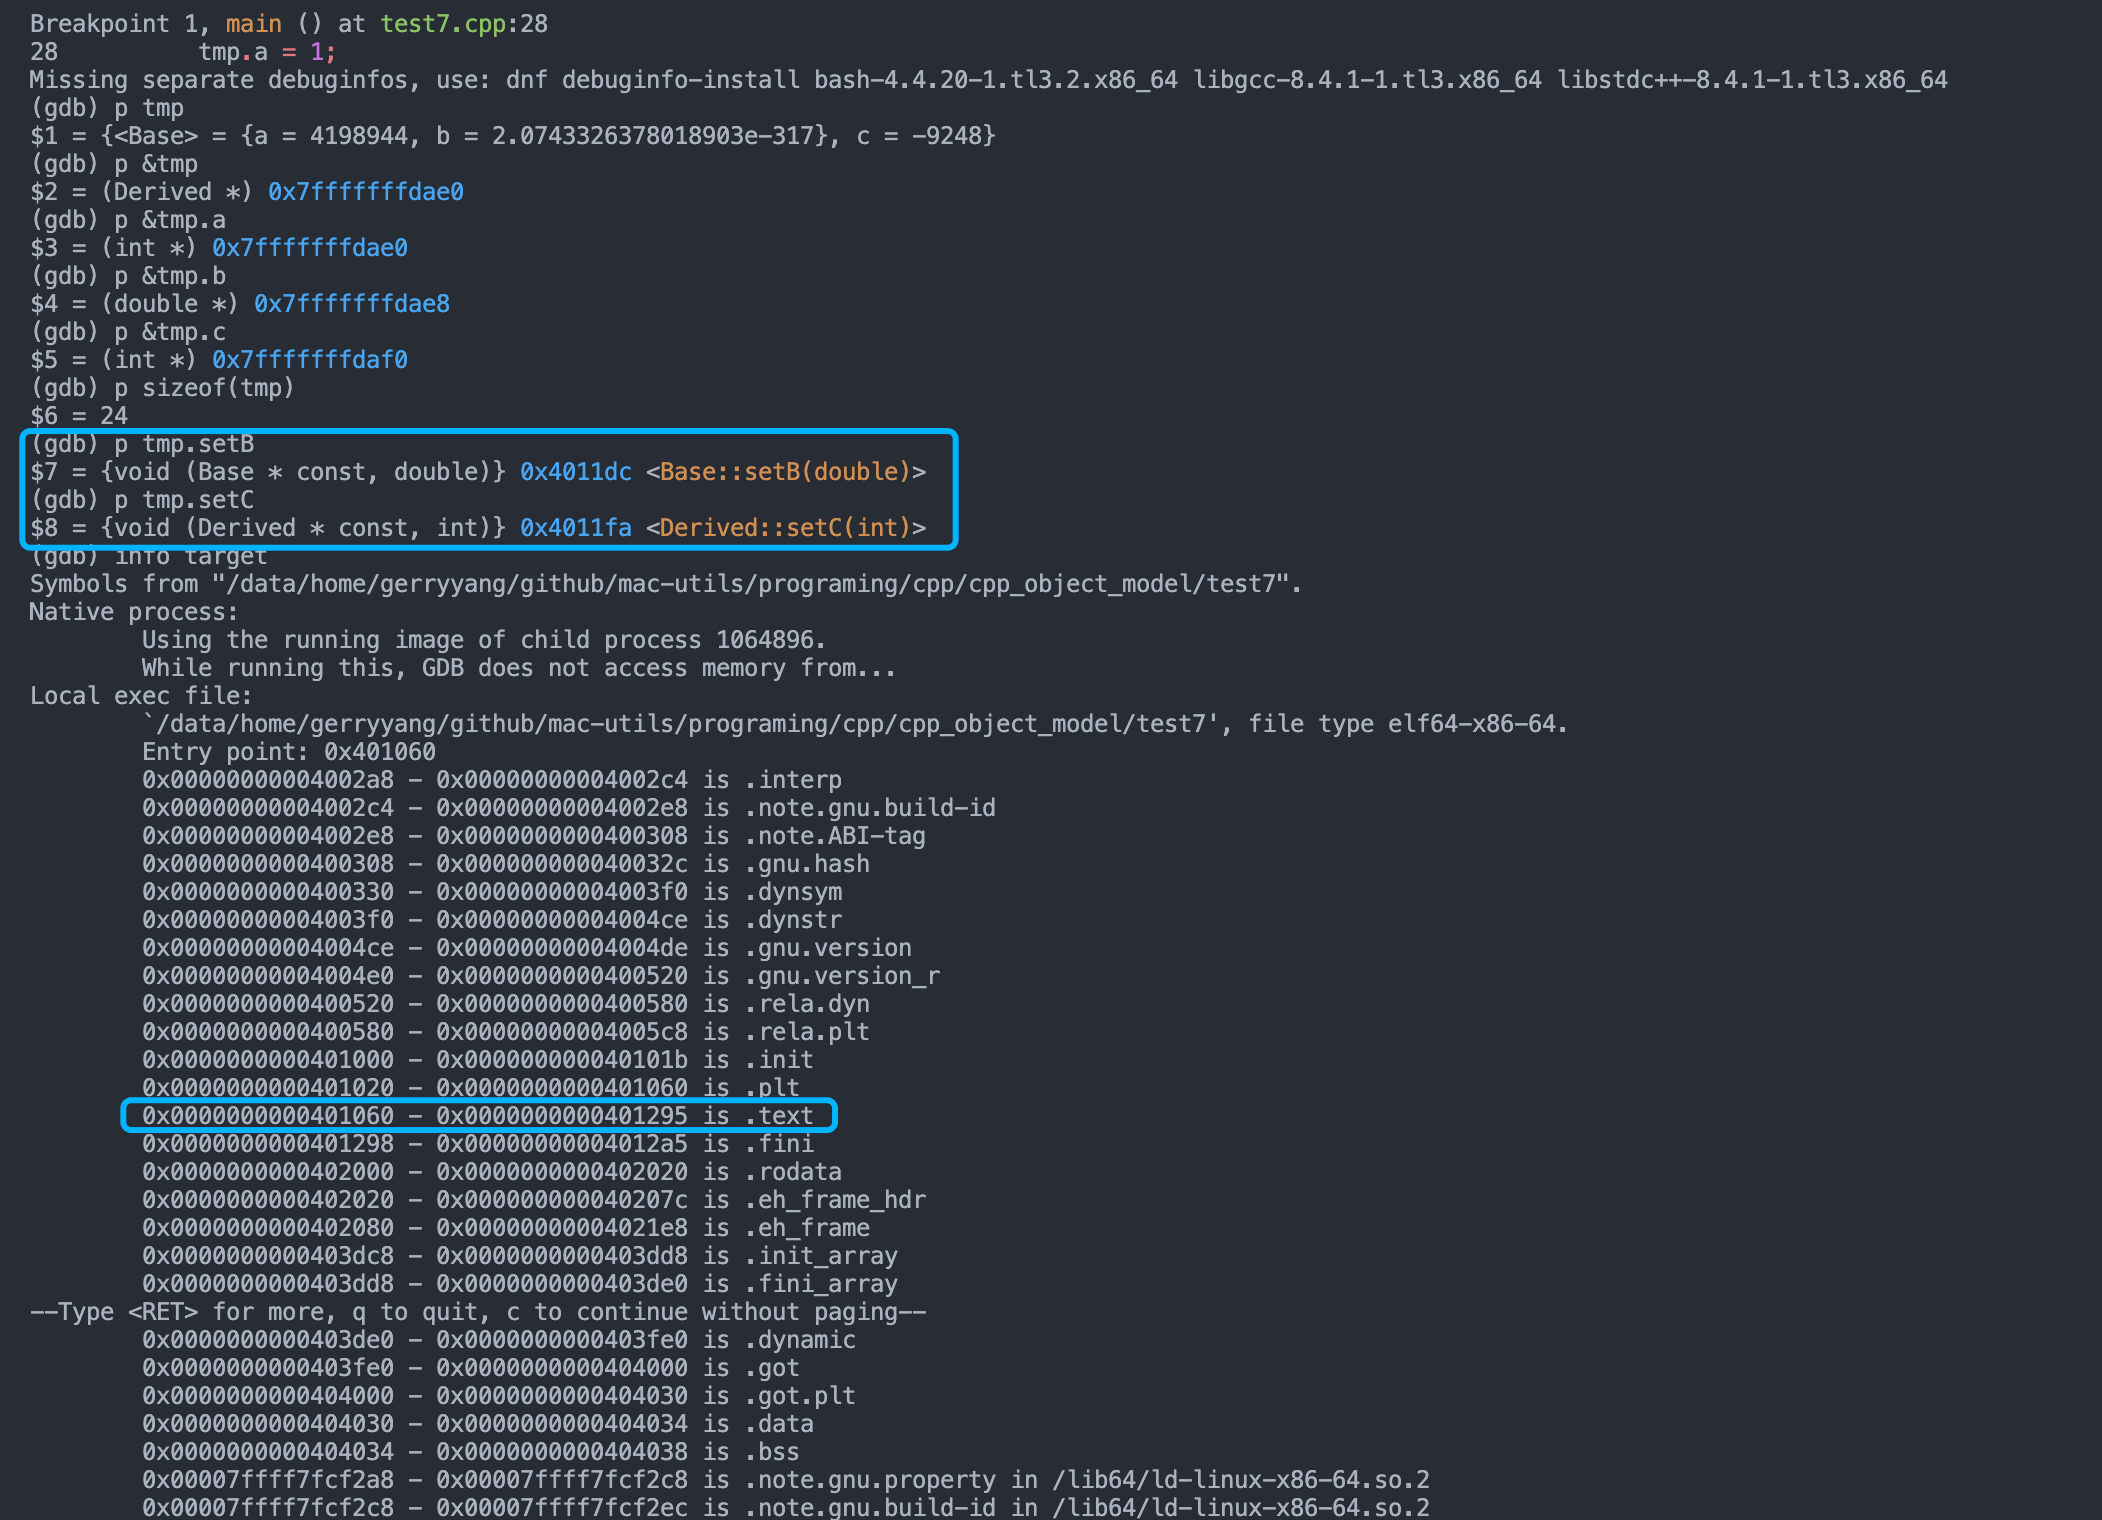 Breakpoint 1, main () at test7.cpp:28
28          tmp.a = 1;
Missing separate debuginfos, use: dnf debuginfo-install bash-4.4.20-1.tl3.2.x86_64 libgcc-8.4.1-1.tl3.x86_64 libstdc++-8.4.1-1.tl3.x86_64
(gdb) p tmp
$1 = {<Base> = {a = 4198944, b = 2.0743326378018903e-317}, c = -9248}
(gdb) p &tmp
$2 = (Derived *) 0x7fffffffdae0
(gdb) p &tmp.a
$3 = (int *) 0x7fffffffdae0
(gdb) p &tmp.b
$4 = (double *) 0x7fffffffdae8
(gdb) p &tmp.c
$5 = (int *) 0x7fffffffdaf0
(gdb) p sizeof(tmp)
$6 = 24
(gdb) p tmp.setB
$7 = {void (Base * const, double)} 0x4011dc <Base::setB(double)>
(gdb) p tmp.setC
$8 = {void (Derived * const, int)} 0x4011fa <Derived::setC(int)>
(gdb) info target
Symbols from "/data/home/gerryyang/github/mac-utils/programing/cpp/cpp_object_model/test7".
Native process:
        Using the running image of child process 1064896.
        While running this, GDB does not access memory from...
Local exec file:
        `/data/home/gerryyang/github/mac-utils/programing/cpp/cpp_object_model/test7', file type elf64-x86-64.
        Entry point: 0x401060
        0x00000000004002a8 - 0x00000000004002c4 is .interp
        0x00000000004002c4 - 0x00000000004002e8 is .note.gnu.build-id
        0x00000000004002e8 - 0x0000000000400308 is .note.ABI-tag
        0x0000000000400308 - 0x000000000040032c is .gnu.hash
        0x0000000000400330 - 0x00000000004003f0 is .dynsym
        0x00000000004003f0 - 0x00000000004004ce is .dynstr
        0x00000000004004ce - 0x00000000004004de is .gnu.version
        0x00000000004004e0 - 0x0000000000400520 is .gnu.version_r
        0x0000000000400520 - 0x0000000000400580 is .rela.dyn
        0x0000000000400580 - 0x00000000004005c8 is .rela.plt
        0x0000000000401000 - 0x000000000040101b is .init
        0x0000000000401020 - 0x0000000000401060 is .plt
        0x0000000000401060 - 0x0000000000401295 is .text
        0x0000000000401298 - 0x00000000004012a5 is .fini
        0x0000000000402000 - 0x0000000000402020 is .rodata
        0x0000000000402020 - 0x000000000040207c is .eh_frame_hdr
        0x0000000000402080 - 0x00000000004021e8 is .eh_frame
        0x0000000000403dc8 - 0x0000000000403dd8 is .init_array
        0x0000000000403dd8 - 0x0000000000403de0 is .fini_array
--Type <RET> for more, q to quit, c to continue without paging--
        0x0000000000403de0 - 0x0000000000403fe0 is .dynamic
        0x0000000000403fe0 - 0x0000000000404000 is .got
        0x0000000000404000 - 0x0000000000404030 is .got.plt
        0x0000000000404030 - 0x0000000000404034 is .data
        0x0000000000404034 - 0x0000000000404038 is .bss
        0x00007ffff7fcf2a8 - 0x00007ffff7fcf2c8 is .note.gnu.property in /lib64/ld-linux-x86-64.so.2
        0x00007ffff7fcf2c8 - 0x00007ffff7fcf2ec is .note.gnu.build-id in /lib64/ld-linux-x86-64.so.2